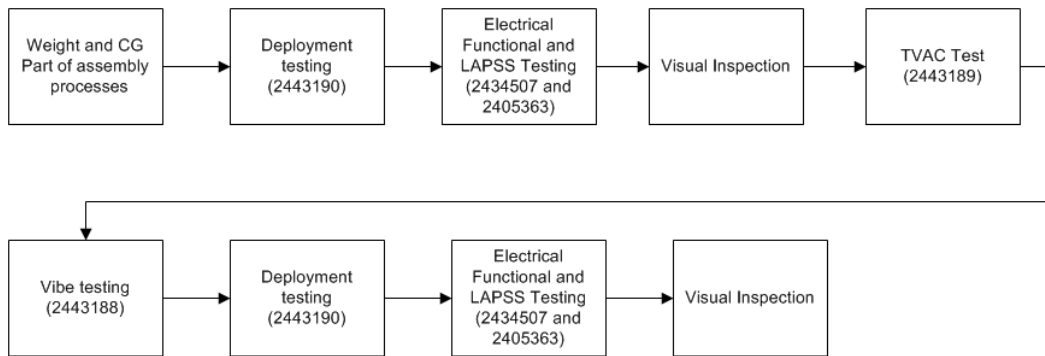 Weight and CG
Part of assembly
processes
Deployment
testing
(2443190)
Electrical
Functional and
LAPSS Testing
(2434507 and
2405363)
Visual Inspection
TVAC Test
(2443189)
Vibe testing
(2443188)
Deployment
testing
(2443190)
Electrical
Functional and
LAPSS Testing
(2434507 and
2405363)
Visual Inspection